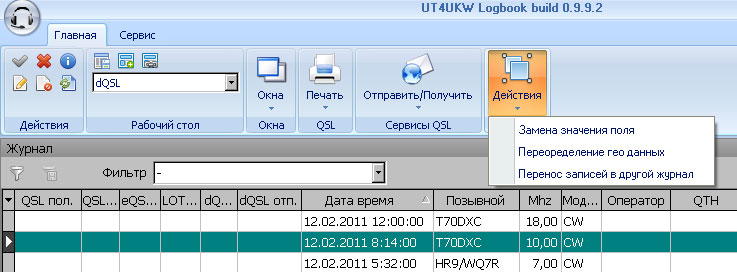 UT4UKW Logbook build 0.9.9.2
Главная Сервис
dQSL
Окна Печать Отправить/Получить Действия
Действия Рабочий стол Окна QSL Сервисы QSL
Замена значения поля
Переоределение гео данных
Перенос записей в другой журнал
Журнал
Фильтр -
QSL пол. QSL... eQS... LOT... dQ... dQSL отп. Дата время Позывной Mhz Мод... Оператор QTH
12.02.2011 12:00:00 T70DXC 18,00 CW
12.02.2011 8:14:00 T70DXC 10,00 CW
12.02.2011 5:32:00 HR9/WQ7R 7,00 CW